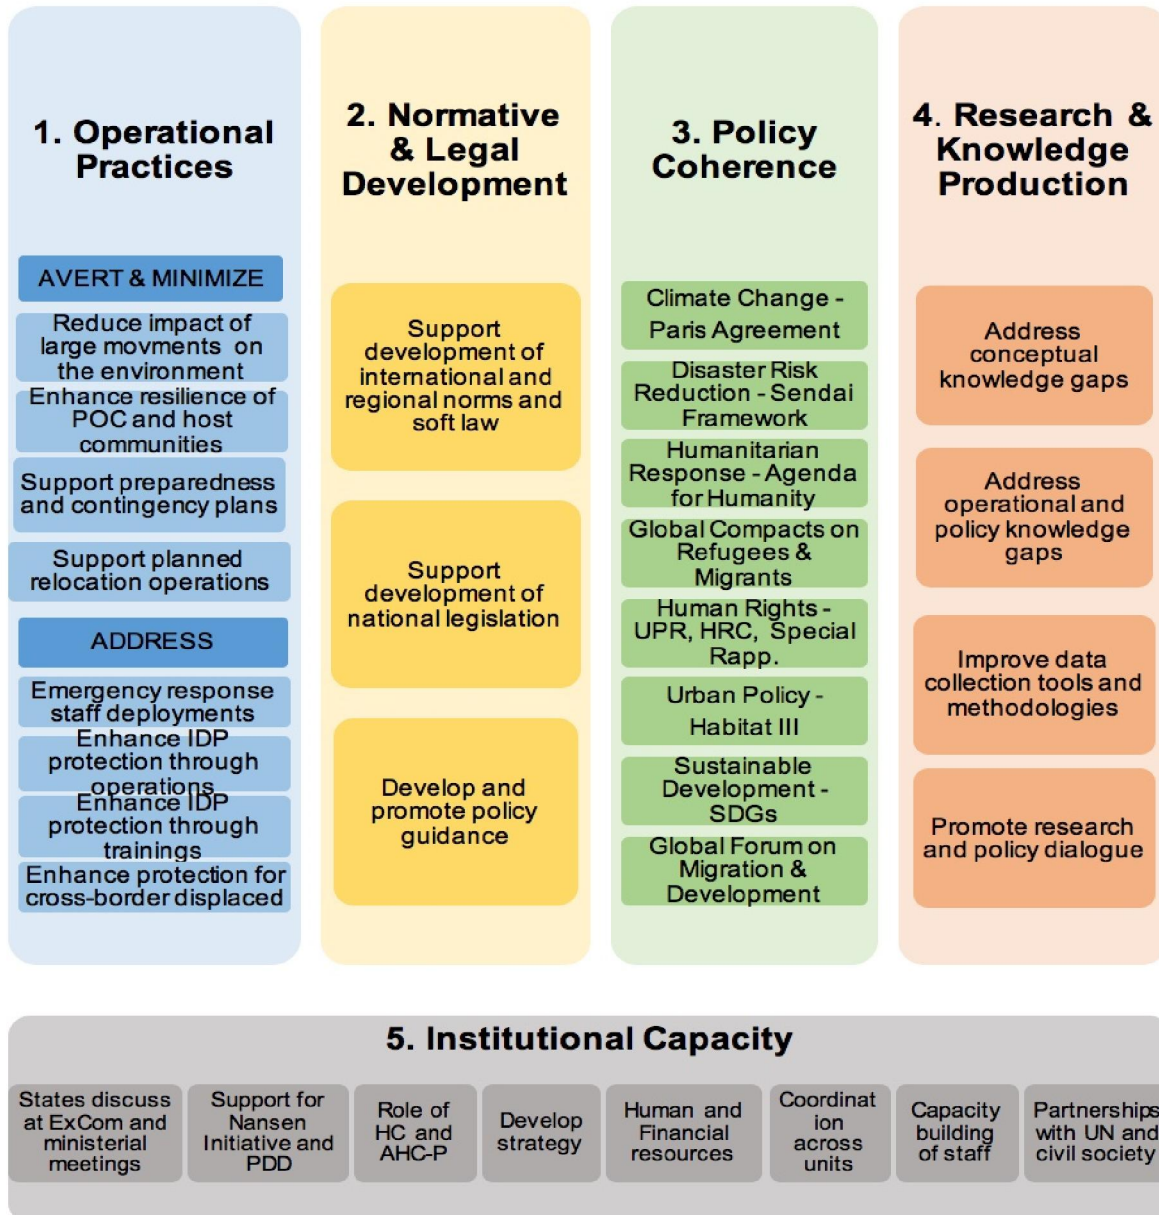 1. Operational
Practices
AVERT & MINIMIZE
Reduce impact of
large movments on
the environment
Enhance resilience of
POC and host
communities
Support preparedness
and contingency plans
Support planned
relocation operations
ADDRESS
Emergency response
staff deployments
Enhance IDP
protection through
operations
Enhance IDP
protection through
trainings
Enhance protection for
cross-border displaced
2. Normative
& Legal
Development
Support
development of
international and
regional norms and
soft law
Support
development of
national legislation
Develop and
promote policy
guidance
3. Policy
Coherence
Climate Change -
Paris Agreement
Disaster Risk
Reduction - Sendai
Framework
Humanitarian
Response - Agenda
for Humanity
Global Compacts on
Refugees &
Migrants
Human Rights -
UPR, HRC, Special
Rapp.
Urban Policy -
Habitat III
Sustainable
Development -
SDGs
Global Forum on
Migration &
Development
4. Research &
Knowledge
Production
Address
conceptual
knowledge gaps
Address
operational and
policy knowledge
gaps
Improve data
collection tools and
methodologies
Promote research
and policy dialogue
5. Institutional Capacity
States discuss
at ExCom and
ministerial
meetings
Support for
Nansen
Initiative and
PDD
Role of
HC and
AHC-P
Develop
strategy
Human and
Financial
resources
Coordinat
ion
across
units
Capacity
building
of staff
Partnerships
with UN and
civil society